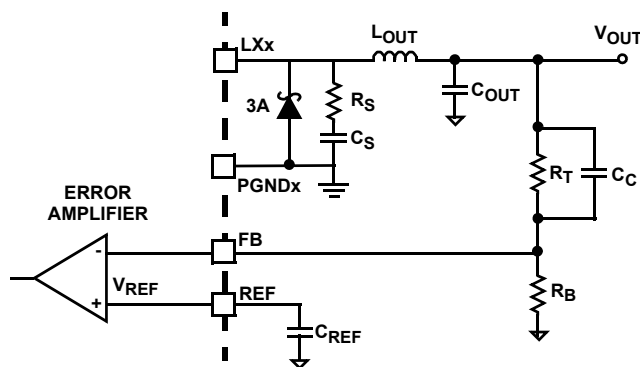 LXx
LOUT
VOUT
3A
RS
CS
COUT
RT
CC
PGNDx
ERROR
AMPLIFIER
FB
-
VREF
+
REF
CREF
RB